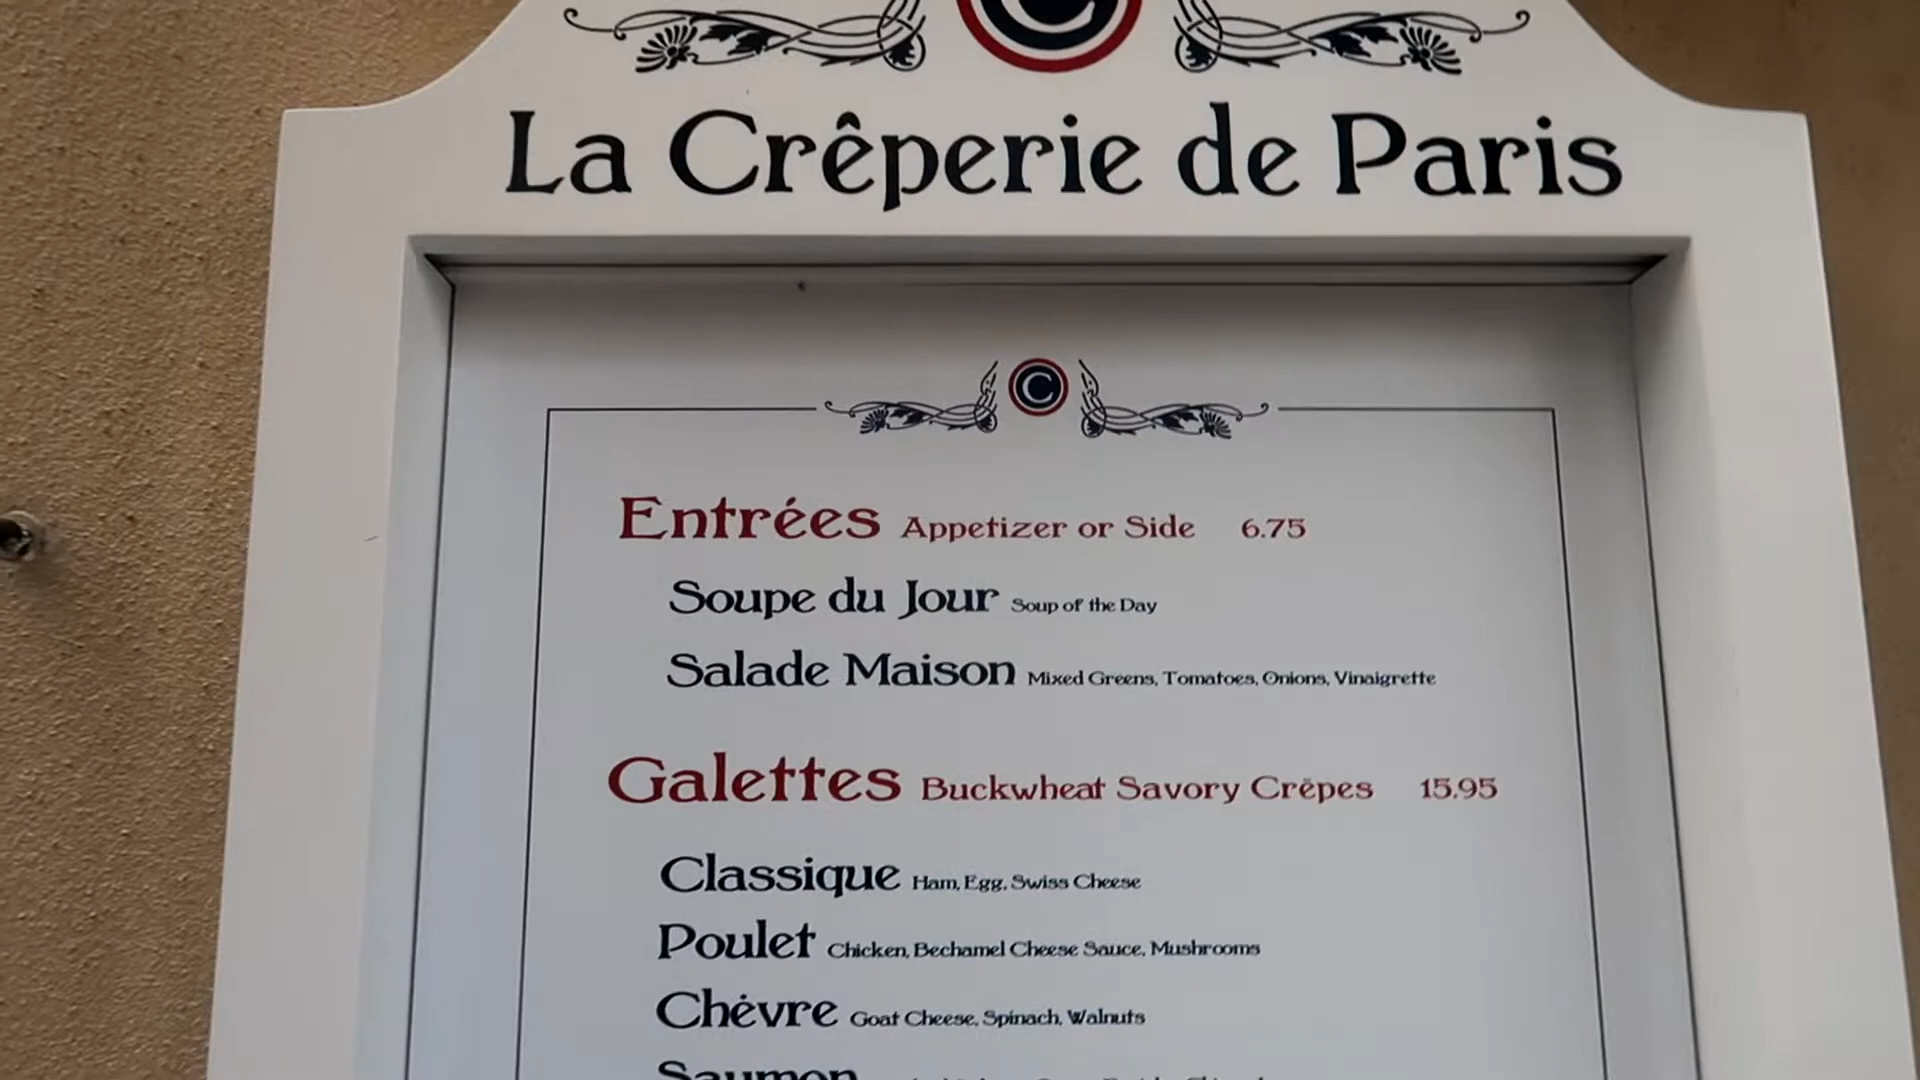 C
La Crêperie de Paris
C
Entrées Appetizer or Side 6.75
Soupe du Jour Soup of the Day
Salade Maison Mixed Greens, Tomatoes, Onions, Vinaigrette
Galettes Buckwheat Savory Crêpes 15.95
Classique Ham, Egg, Swiss Cheese
Poulet Chicken, Bechamel Cheese Sauce, Mushrooms
Chèvre Goat Cheese, Spinach, Walnuts
Saumon